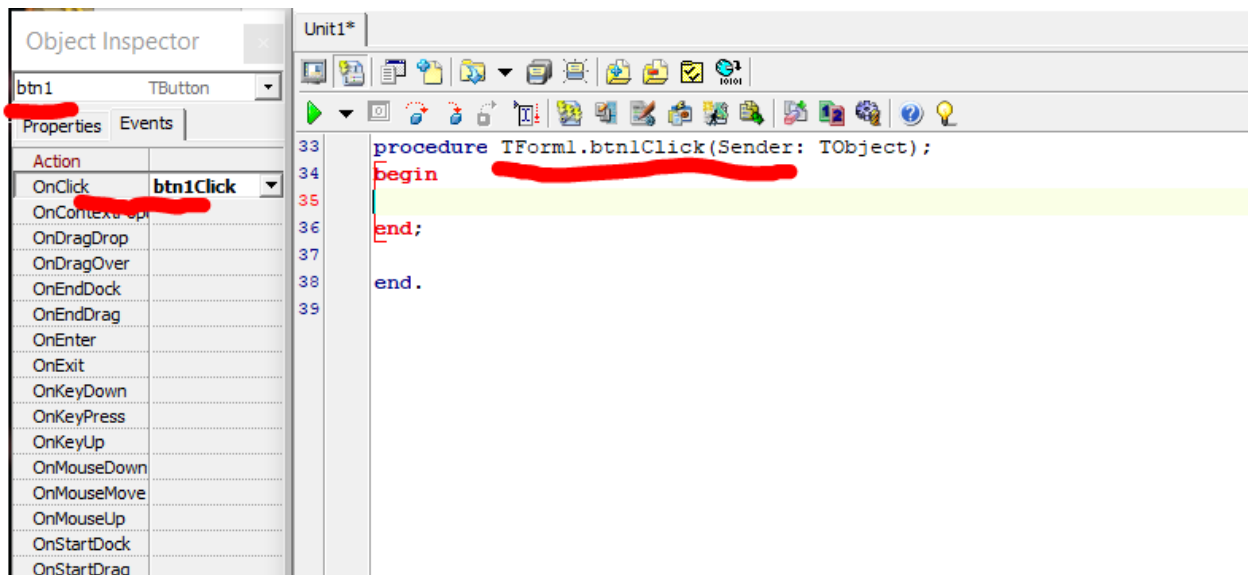 Object Inspector
btn1 TButton
Properties Events
Action
OnClick btn1Click
OnDragDrop
OnDragOver
OnEndDock
OnEndDrag
OnEnter
OnExit
OnKeyDown
OnKeyPress
OnKeyUp
OnMouseDown
OnMouseMove
OnMouseUp
OnStartDock
OnStartDrag
Unit1*
33 procedure TForm1.btn1Click(Sender: TObject);
34 begin
35
36 end;
37
38 end.
39